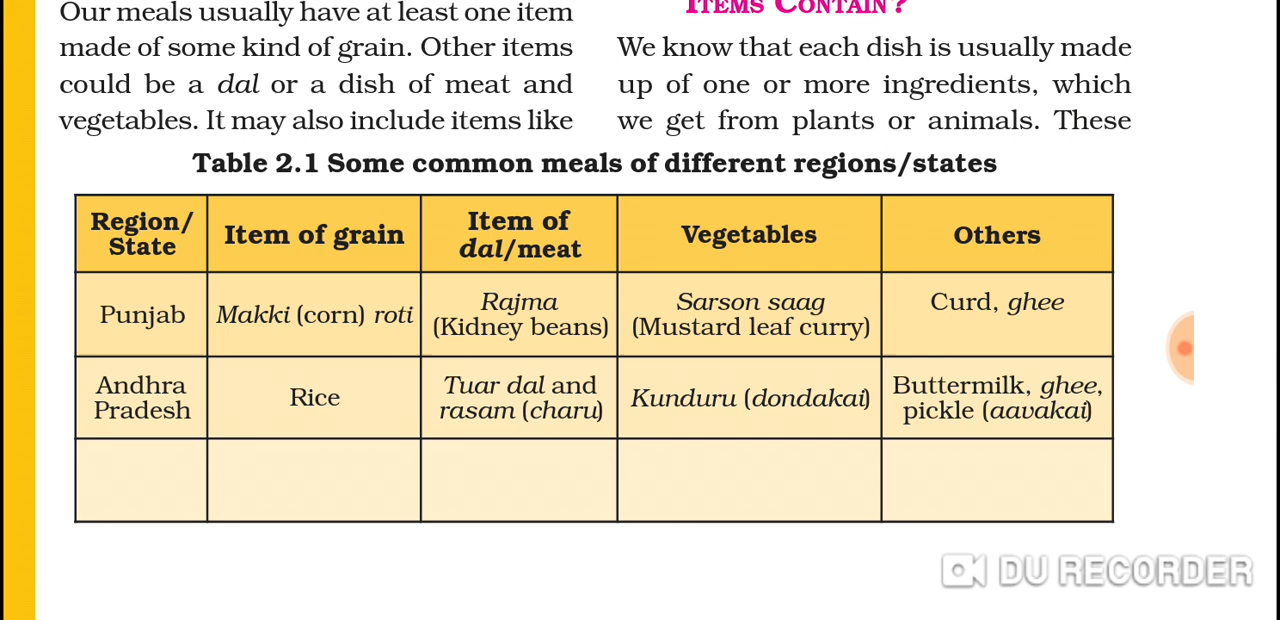 Our meals usually have at least one item
made of some kind of grain. Other items
could be a dal or a dish of meat and
vegetables. It may also include items like
ITEMS CONTAIN?
We know that each dish is usually made
up of one or more ingredients, which
we get from plants or animals. These
Table 2.1 Some common meals of different regions/states
Region/
State
Item of grain
Item of
dal/meat
Vegetables
Others
Punjab
Makki (corn) roti
Rajma
(Kidney beans)
Sarson saag
(Mustard leaf curry)
Curd, ghee
Andhra
Pradesh
Rice
Tuar dal and
rasam (charu)
Kunduru (dondakai)
Buttermilk, ghee,
pickle (aavakai)
DU RECORDER